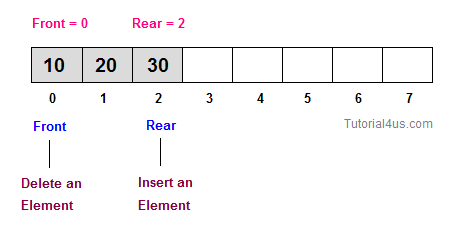 Front = 0 Rear = 2
10 20 30
0 1 2 3 4 5 6 7
Front Rear
Tutorial4us.com
Delete an Element
Insert an Element